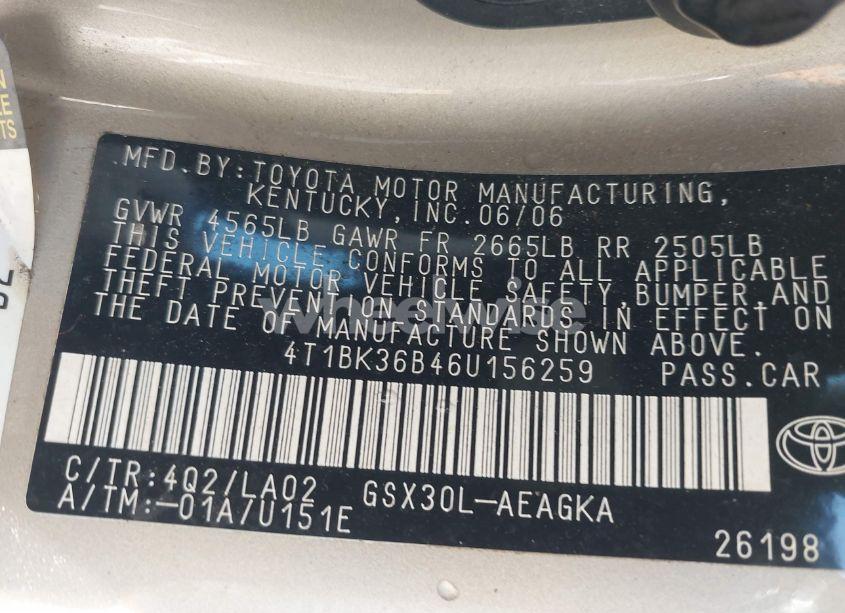 MFD.BY:TOYOTA MOTOR MANUFACTURING,
KENTUCKY,INC.06/06
GVWR 4565LB GAWR FR 2665LB RR 2505LB
THIS VEHICLE CONFORMS TO ALL APPLICABLE
FEDERAL MOTOR VEHICLE SAFETY,BUMPER,AND
THEFT PREVENTION STANDARDS IN EFFECT ON
THE DATE OF MANUFACTURE SHOWN ABOVE.
4T1BK36B46U156259 PASS.CAR
C/TR:4Q2/LA02 GSX30L-AEAGKA
A/TM:-01A/U151E
26198
wheelwise